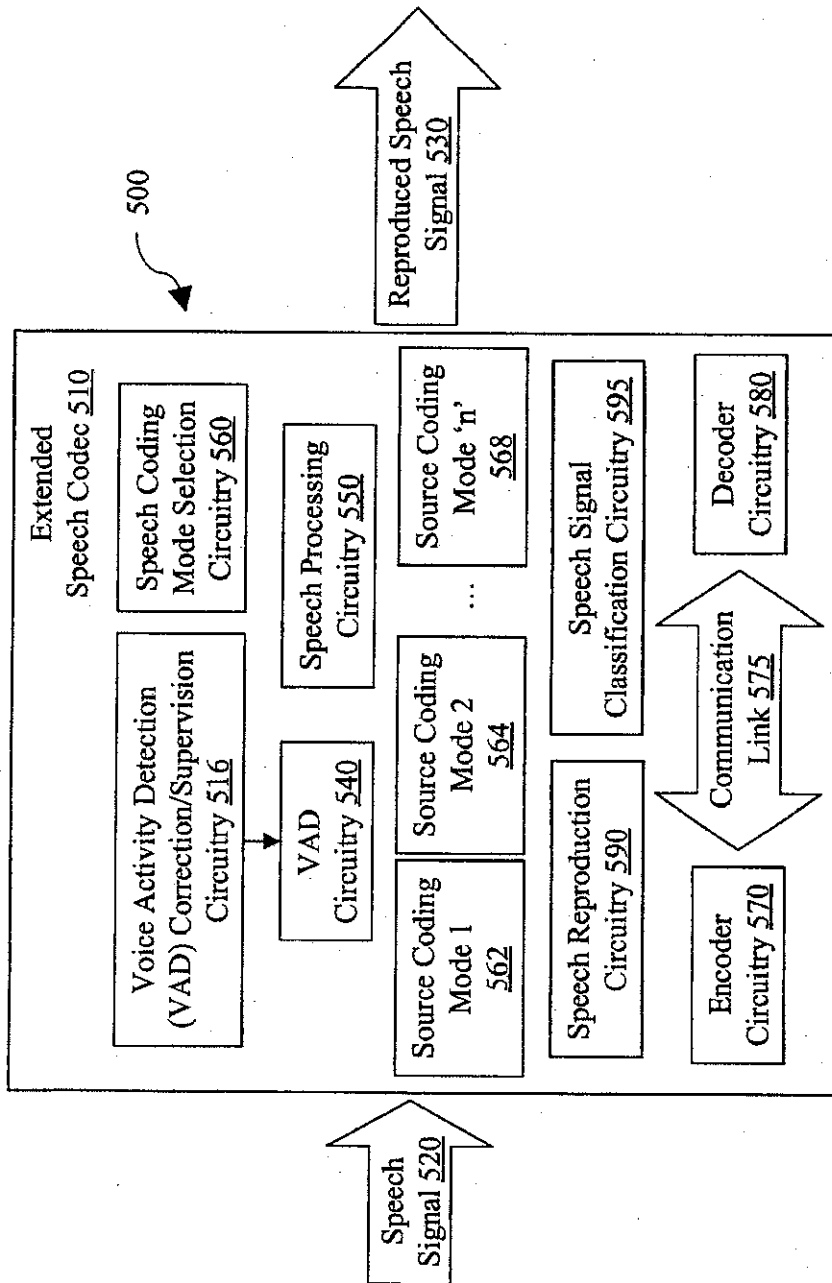 500
Extended
Speech Codec 510
Voice Activity Detection
(VAD) Correction/Supervision
Circuitry 516
Speech Coding
Mode Selection
Circuitry 560
VAD
Circuitry 540
Speech Processing
Circuitry 550
Speech
Signal 520
Source Coding
Mode 1
562
Source Coding
Mode 2
564
...
Source Coding
Mode 'n'
568
Reproduced Speech
Signal 530
Speech Reproduction
Circuitry 590
Speech Signal
Classification Circuitry 595
Encoder
Circuitry 570
Communication
Link 575
Decoder
Circuitry 580